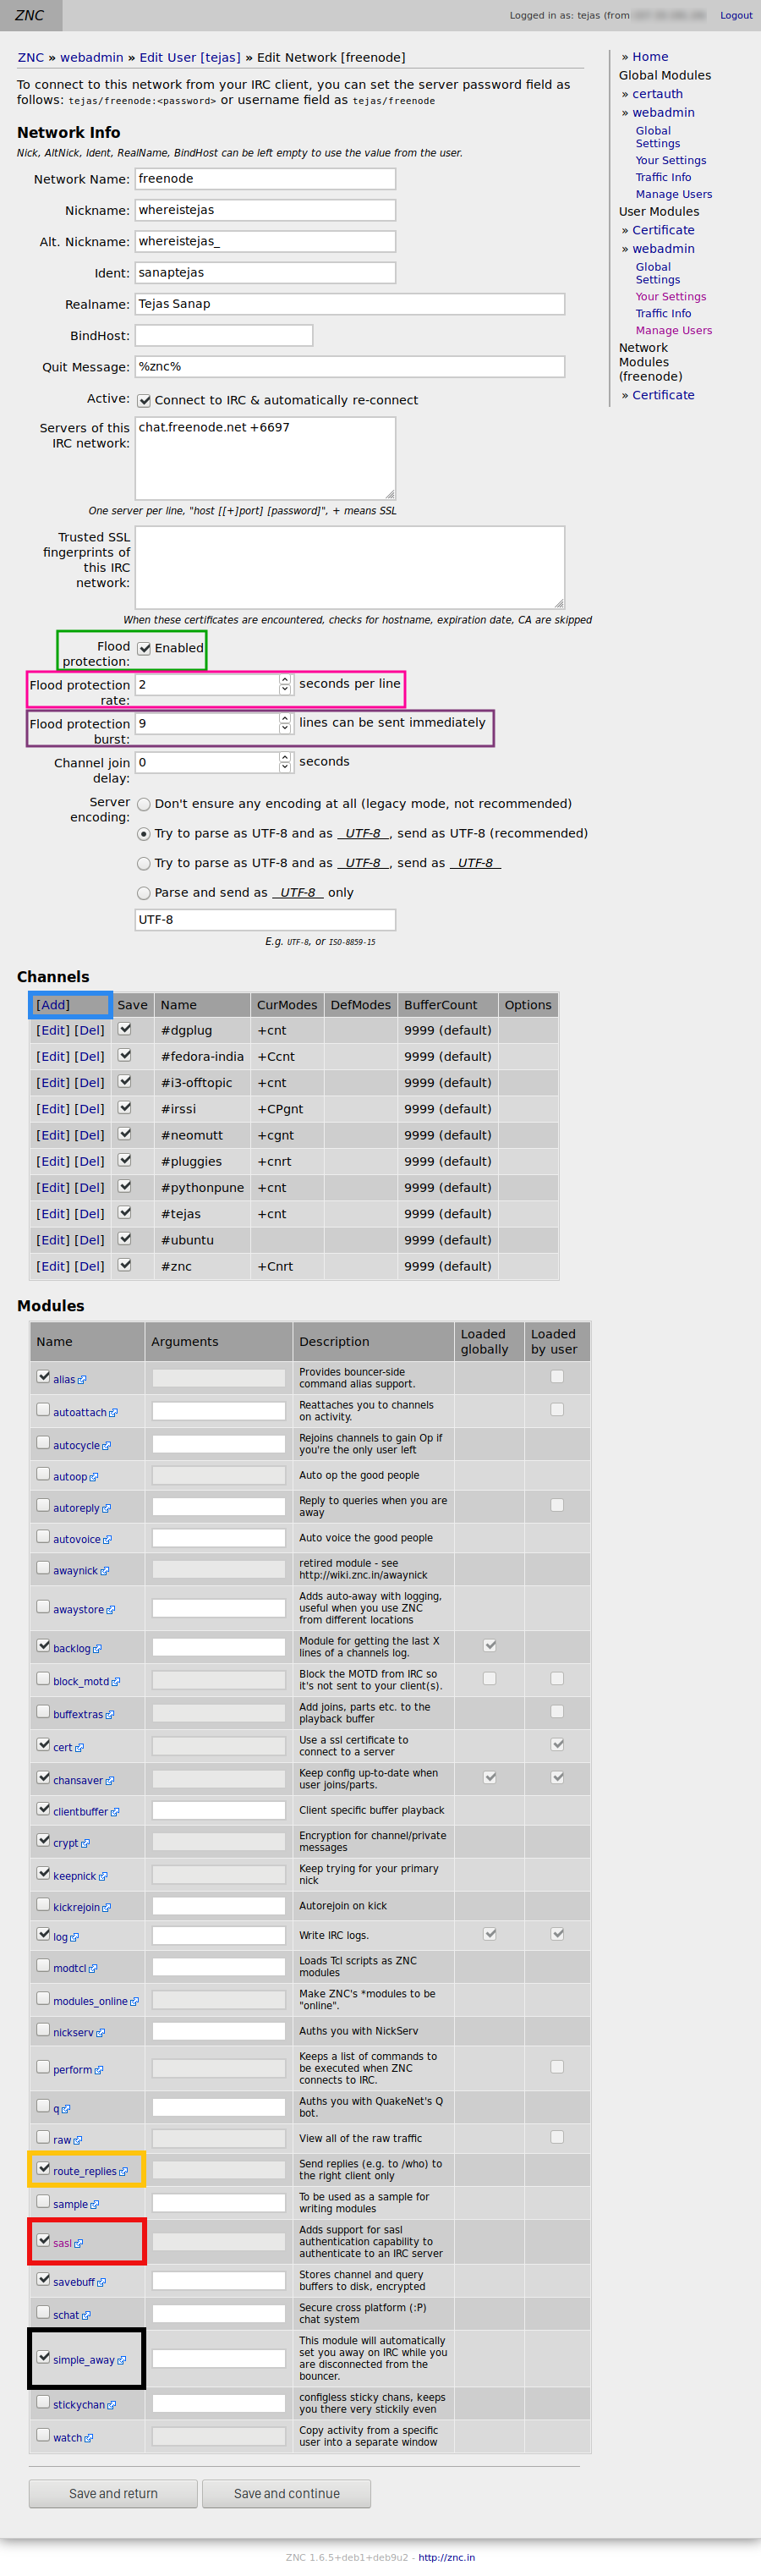 ZNC
Logged in as: tejas (from
Logout
ZNC » webadmin » Edit User [tejas] » Edit Network [freenode]
To connect to this network from your IRC client, you can set the server password field as
follows: tejas/freenode:<password> or username field as tejas/freenode
Network Info
Nick, AltNick, Ident, RealName, BindHost can be left empty to use the value from the user.
Network Name: freenode
Nickname: whereistejas
Alt. Nickname: whereistejas_
Ident: sanaptejas
Realname: Tejas Sanap
BindHost:
Quit Message: %znc%
Active: Connect to IRC & automatically re-connect
Servers of this chat.freenode.net +6697
IRC network:
One server per line, "host [[+]port] [password]", + means SSL
Trusted SSL
fingerprints of
this IRC
network:
When these certificates are encountered, checks for hostname, expiration date, CA are skipped
Flood Enabled
protection:
Flood protection 2 seconds per line
rate:
Flood protection 9 lines can be sent immediately
burst:
Channel join 0 seconds
delay:
Server
encoding:
Don't ensure any encoding at all (legacy mode, not recommended)
Try to parse as UTF-8 and as UTF-8 , send as UTF-8 (recommended)
Try to parse as UTF-8 and as UTF-8 , send as UTF-8
Parse and send as UTF-8 only
UTF-8
E.g. UTF-8, or ISO-8859-15
» Home
Global Modules
» certauth
» webadmin
Global
Settings
Your Settings
Traffic Info
Manage Users
User Modules
» Certificate
» webadmin
Global
Settings
Your Settings
Traffic Info
Manage Users
Network
Modules
(freenode)
» Certificate
Channels
[Add] Save Name CurModes DefModes BufferCount Options
[Edit] [Del] #dgplug +cnt 9999 (default)
[Edit] [Del] #fedora-india +Ccnt 9999 (default)
[Edit] [Del] #i3-offtopic +cnt 9999 (default)
[Edit] [Del] #irssi +CPgnt 9999 (default)
[Edit] [Del] #neomutt +cgnt 9999 (default)
[Edit] [Del] #pluggies +cnrt 9999 (default)
[Edit] [Del] #pythonpune +cnt 9999 (default)
[Edit] [Del] #tejas +cnt 9999 (default)
[Edit] [Del] #ubuntu 9999 (default)
[Edit] [Del] #znc +Cnrt 9999 (default)
Modules
Name Arguments Description Loaded globally Loaded by user
alias Provides bouncer-side
command alias support.
autoattach Reattaches you to channels
on activity.
autocycle Rejoins channels to gain Op if
you're the only user left
autoop Auto op the good people
autoreply Reply to queries when you are
away
autovoice Auto voice the good people
awaynick retired module - see
http://wiki.znc.in/awaynick
awaystore Adds auto-away with logging,
useful when you use ZNC
from different locations
backlog Module for getting the last X
lines of a channels log.
block_motd Block the MOTD from IRC so
it's not sent to your client(s).
buffextras Add joins, parts etc. to the
playback buffer
cert Use a ssl certificate to
connect to a server
chansaver Keep config up-to-date when
user joins/parts.
clientbuffer Client specific buffer playback
crypt Encryption for channel/private
messages
keepnick Keep trying for your primary
nick
kickrejoin Autorejoin on kick
log Write IRC logs.
modtcl Loads Tcl scripts as ZNC
modules
modules_online Make ZNC's *modules to be
"online".
nickserv Auths you with NickServ
perform Keeps a list of commands to
be executed when ZNC
connects to IRC.
q Auths you with QuakeNet's Q
bot.
raw View all of the raw traffic
route_replies Send replies (e.g. to /who) to
the right client only
sample To be used as a sample for
writing modules
sasl Adds support for sasl
authentication capability to
authenticate to an IRC server
savebuff Stores channel and query
buffers to disk, encrypted
schat Secure cross platform (:P)
chat system
simple_away This module will automatically
set you away on IRC while you
are disconnected from the
bouncer.
stickychan configless sticky chans, keeps
you there very stickily even
watch Copy activity from a specific
user into a separate window
Save and return Save and continue
ZNC 1.6.5+deb1+deb9u2 - http://znc.in